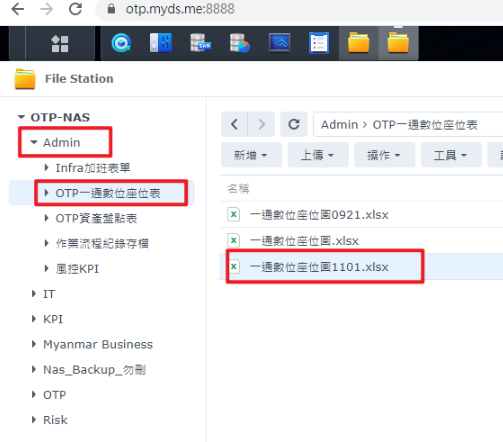 otp.myds.me:8888
SAN
File Station
OTP-NAS
Admin
Infra加班表單
OTP一通數位座位表
OTP資產盤點表
作業流程紀錄存檔
風控KPI
IT
KPI
Myanmar Business
Nas_Backup_勿刪
OTP
Risk
Admin › OTP一通數位座位表
新增
上傳
操作
工具
名稱
一通數位座位圖0921.xlsx
一通數位座位圖.xlsx
一通數位座位圖1101.xlsx